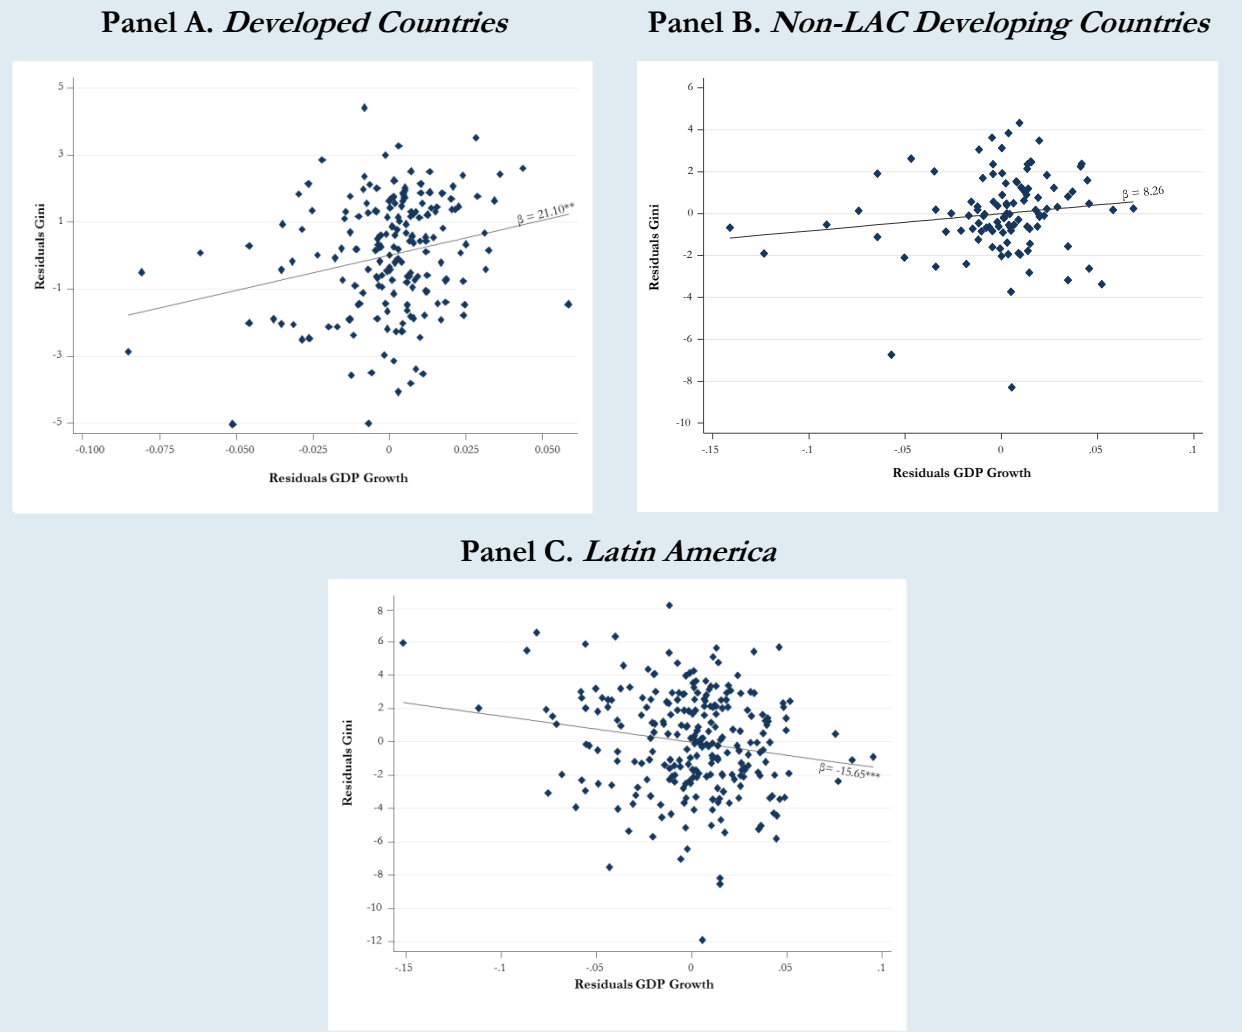 Panel A. Developed Countries
5
3
1
-1
-3
-5
Residuals Gini
β = 21.10**
-0.100 -0.075 -0.050 -0.025 0 0.025 0.050
Residuals GDP Growth
Panel B. Non-LAC Developing Countries
6
4
2
0
-2
-4
-6
-8
-10
Residuals Gini
β = 8.26
-.15 -.1 -.05 0 .05 .1
Residuals GDP Growth
Panel C. Latin America
8
6
4
2
0
-2
-4
-6
-8
-10
-12
Residuals Gini
β= -15.65***
-.15 -.1 -.05 0 .05 .1
Residuals GDP Growth